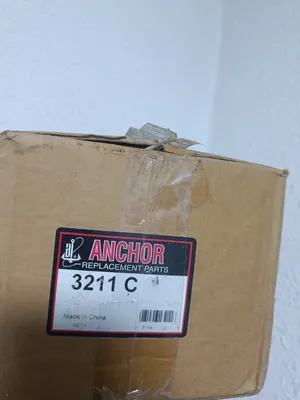 ANCHOR
REPLACEMENT PARTS
3211 C
Made in China